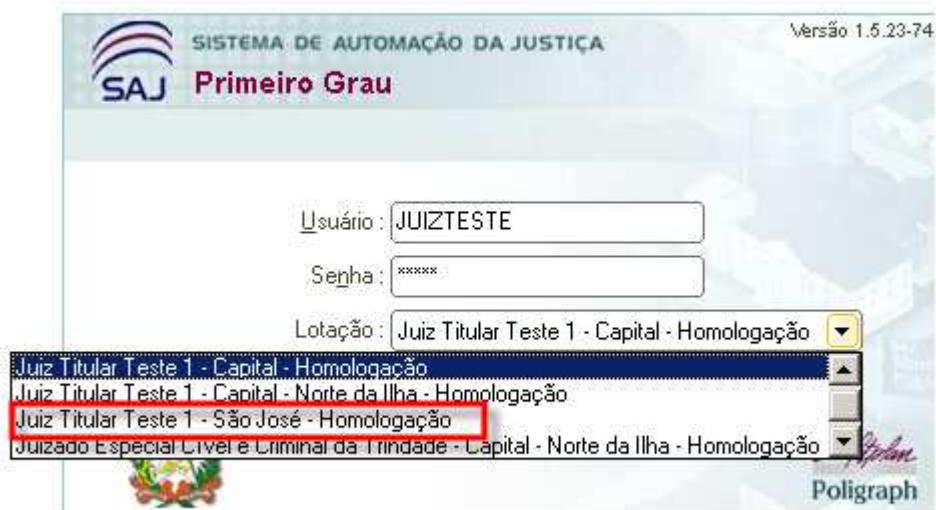 SISTEMA DE AUTOMAÇÃO DA JUSTIÇA
Versão 1.5.23-74
SAJ
Primeiro Grau
Usuário : JUIZTESTE
Senha : *****
Lotação : Juiz Titular Teste 1 - Capital - Homologação
Juiz Titular Teste 1 - Capital - Homologação
Juiz Titular Teste 1 - Capital - Norte da Ilha - Homologação
Juiz Titular Teste 1 - São José - Homologação
Juizado Especial Cível e Criminal da Trindade - Capital - Norte da Ilha - Homologação
Poligraph